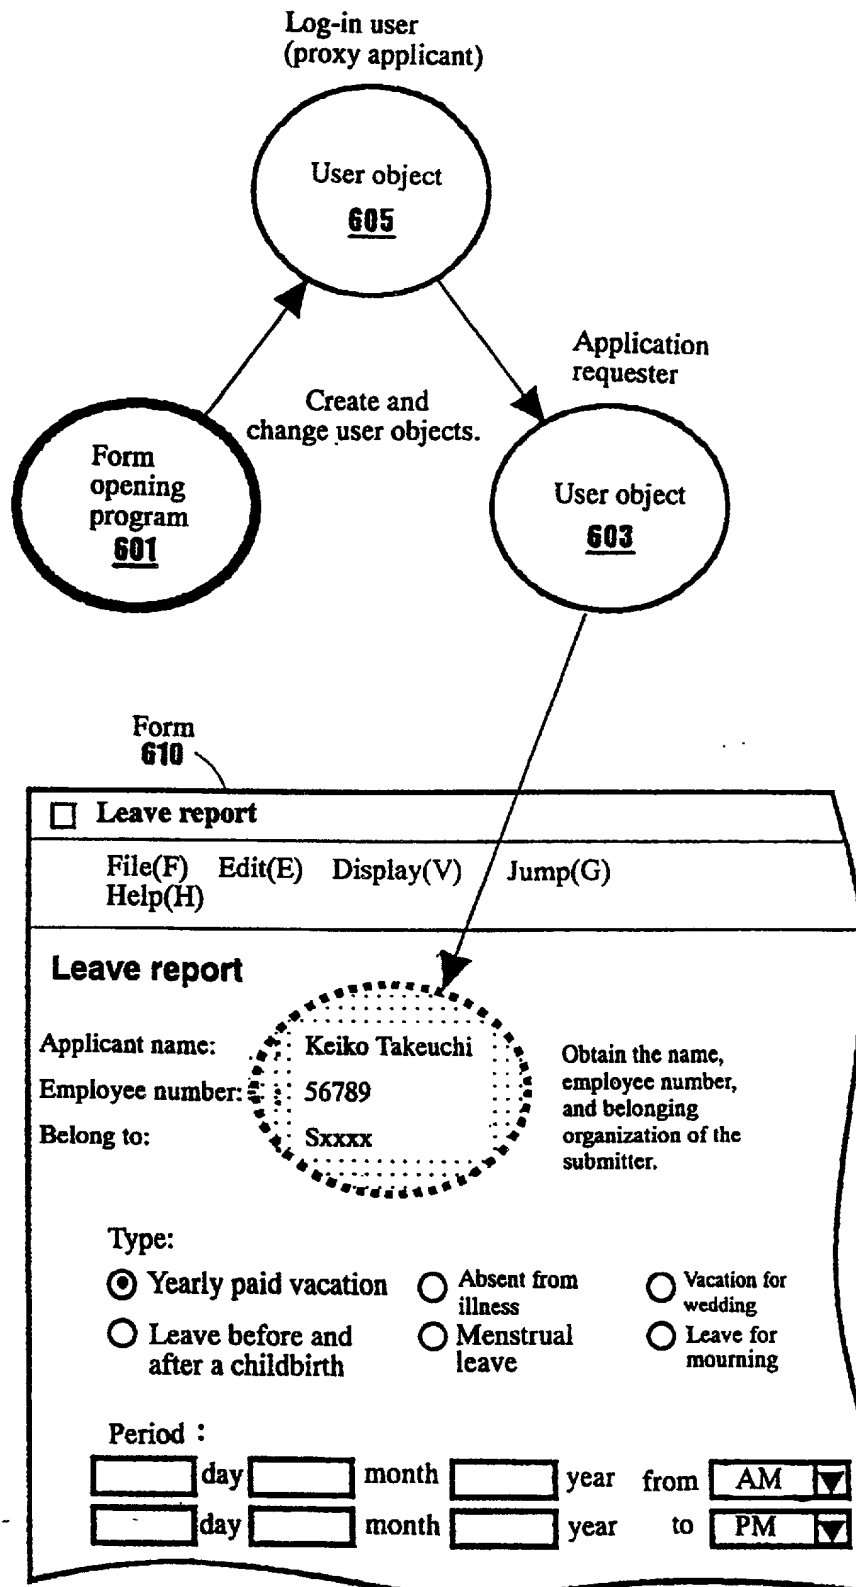 Log-in user
(proxy applicant)
User object
605
Application
requester
Create and
change user objects.
Form
opening
program
601
User object
603
Form
610
Leave report
File(F) Edit(E) Display(V) Jump(G)
Help(H)
Leave report
Applicant name: Keiko Takeuchi
Employee number: 56789
Belong to: Sxxxx
Obtain the name,
employee number,
and belonging
organization of the
submitter.
Type:
Yearly paid vacation
Absent from
illness
Vacation for
wedding
Leave before and
after a childbirth
Menstrual
leave
Leave for
mourning
Period :
day month year from AM
day month year to PM